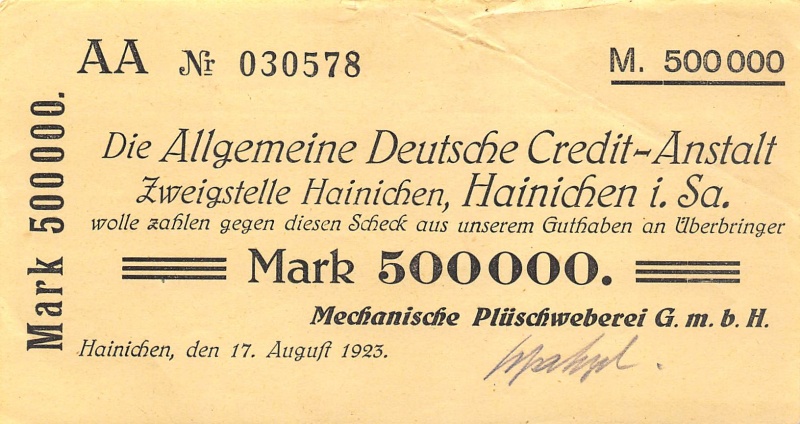 AA Nr 030578 M. 500000
Mark 500000.
Die Allgemeine Deutsche Credit-Anstalt
Zweigstelle Hainichen, Hainichen i. Sa.
wolle zahlen gegen diesen Scheck aus unserem Guthaben an Überbringer
Mark 500000.
Mechanische Plüschweberei G. m. b. H.
Hainichen, den 17. August 1923.